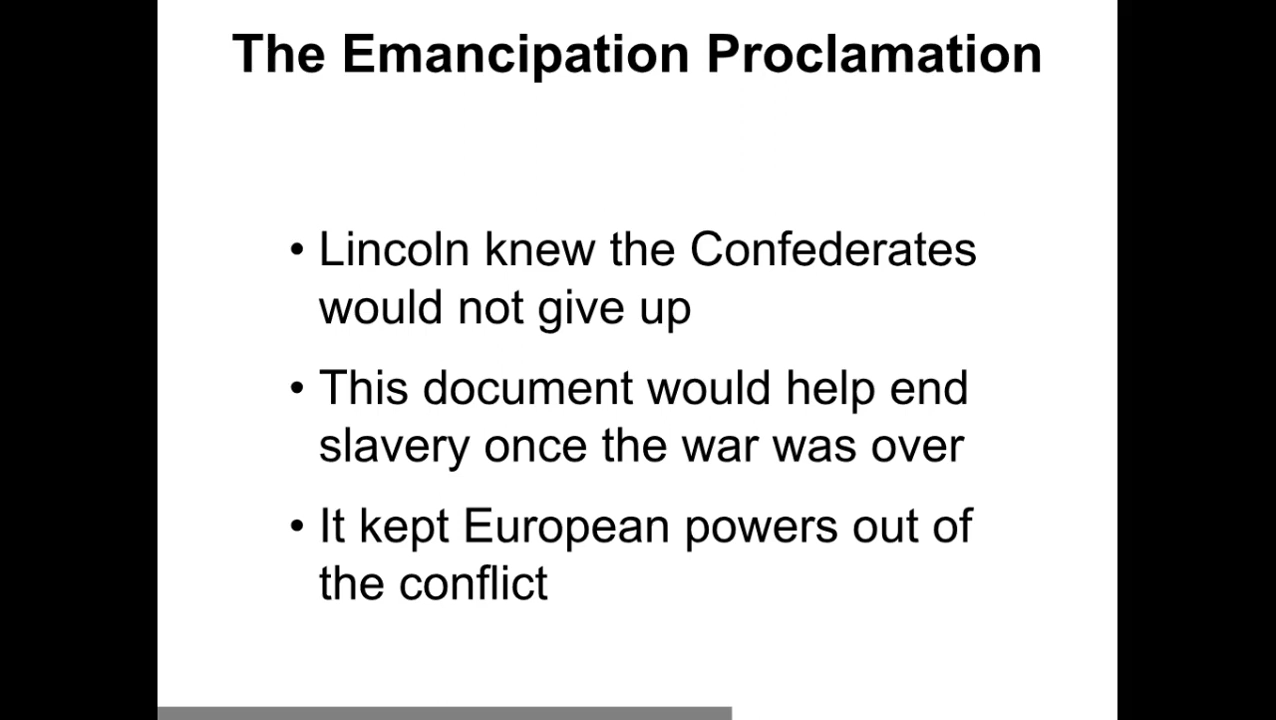 The Emancipation Proclamation
• Lincoln knew the Confederates
would not give up
• This document would help end
slavery once the war was over
• It kept European powers out of
the conflict